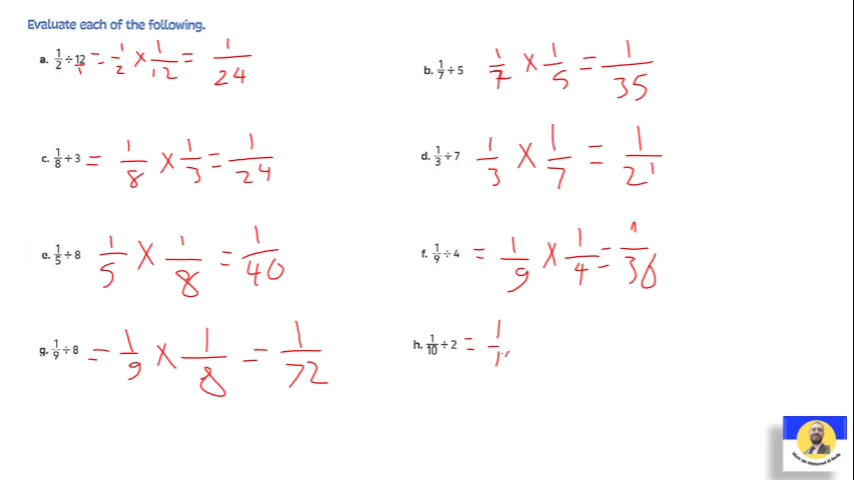 Evaluate each of the following.
a. 1/2 ÷ 12/1 = 1/2 × 1/12 = 1/24
b. 1/7 ÷ 5 1/7 × 1/5 = 1/35
c. 1/8 ÷ 3 = 1/8 × 1/3 = 1/24
d. 1/3 ÷ 7 1/3 × 1/7 = 1/21
e. 1/5 ÷ 8 1/5 × 1/8 = 1/40
f. 1/9 ÷ 4 = 1/9 × 1/4 = 1/36
g. 1/9 ÷ 8 = 1/9 × 1/8 = 1/72
h. 1/10 ÷ 2 = 1/1